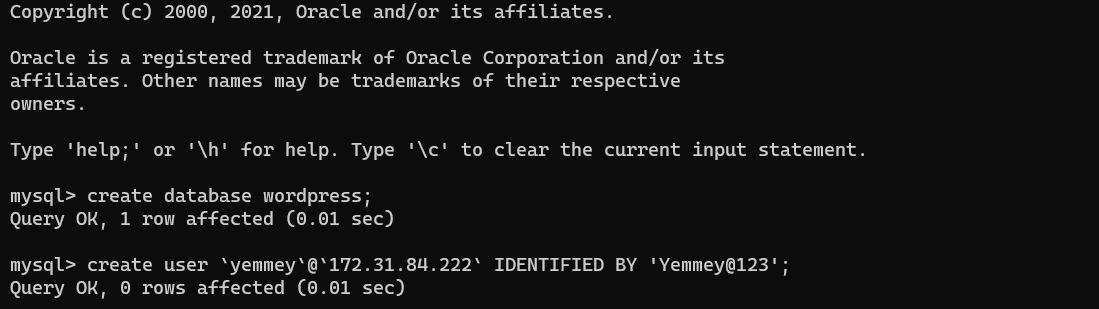 Copyright (c) 2000, 2021, Oracle and/or its affiliates.
Oracle is a registered trademark of Oracle Corporation and/or its
affiliates. Other names may be trademarks of their respective
owners.
Type 'help;' or '\h' for help. Type '\c' to clear the current input statement.
mysql> create database wordpress;
Query OK, 1 row affected (0.01 sec)
mysql> create user `yemmey`@`172.31.84.222` IDENTIFIED BY 'Yemmey@123';
Query OK, 0 rows affected (0.01 sec)